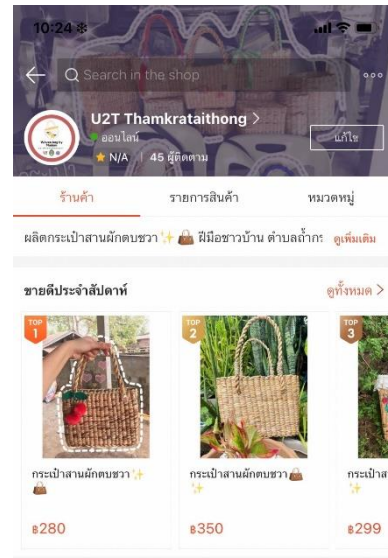 10:24
Search in the shop
U2T Thamkrataithong >
ออนไลน์
N/A | 45 ผู้ติดตาม
แก้ไข
ร้านค้า รายการสินค้า หมวดหมู่
ผลิตกระเป๋าสานผักตบชวา✨👜 ฝีมือชาวบ้าน ตำบลถ้ำกร ดูเพิ่มเติม
ขายดีประจำสัปดาห์ ดูทั้งหมด >
TOP 1
TOP 2
TOP 3
กระเป๋าสานผักตบชวา✨👜
กระเป๋าสานผักตบชวา👜✨
กระเป๋าส
฿280
฿350
฿299